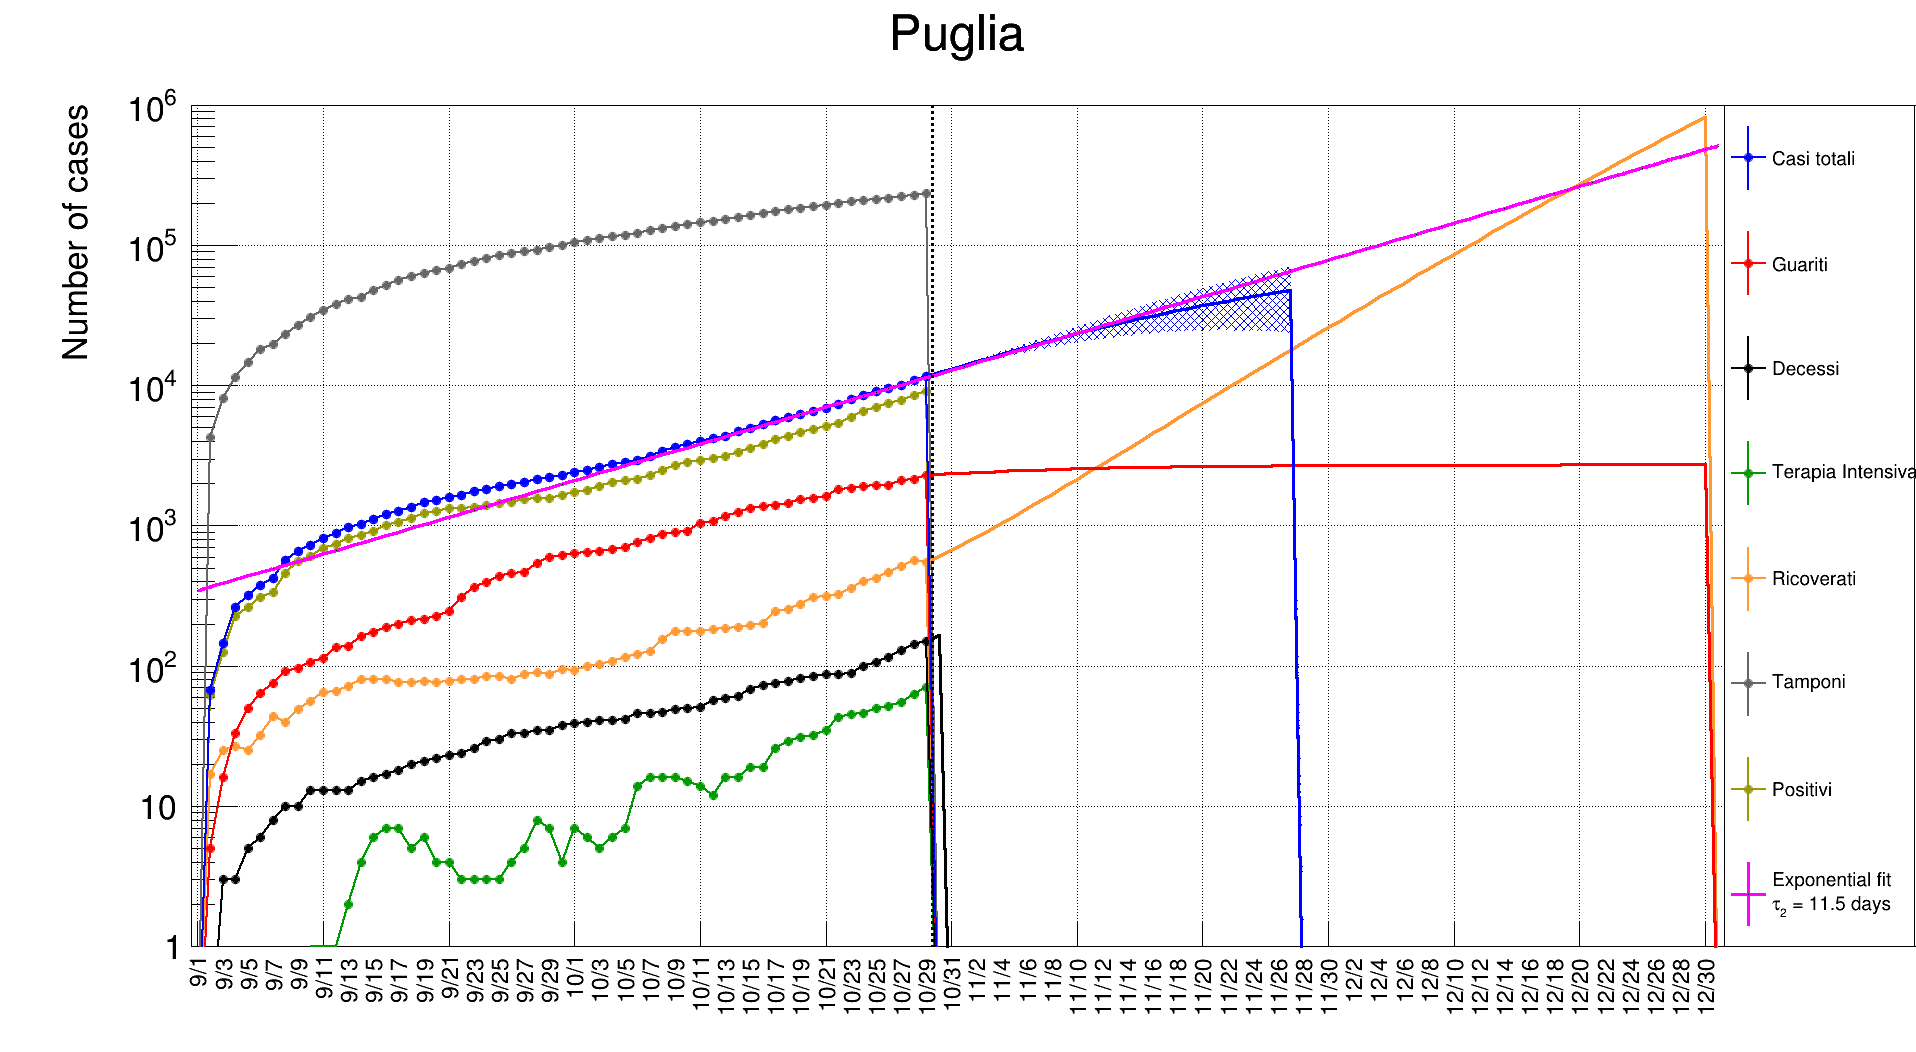 Puglia
Number of cases
10^6
10^5
10^4
10^3
10^2
10
1
9/1 9/3 9/5 9/7 9/9 9/11 9/13 9/15 9/17 9/19 9/21 9/23 9/25 9/27 9/29 10/1 10/3 10/5 10/7 10/9 10/11 10/13 10/15 10/17 10/19 10/21 10/23 10/25 10/27 10/29 10/31 11/2 11/4 11/6 11/8 11/10 11/12 11/14 11/16 11/18 11/20 11/22 11/24 11/26 11/28 11/30 12/2 12/4 12/6 12/8 12/10 12/12 12/14 12/16 12/18 12/20 12/22 12/24 12/26 12/28 12/30
Casi totali
Guariti
Decessi
Terapia Intensiva
Ricoverati
Tamponi
Positivi
Exponential fit
τ₂ = 11.5 days